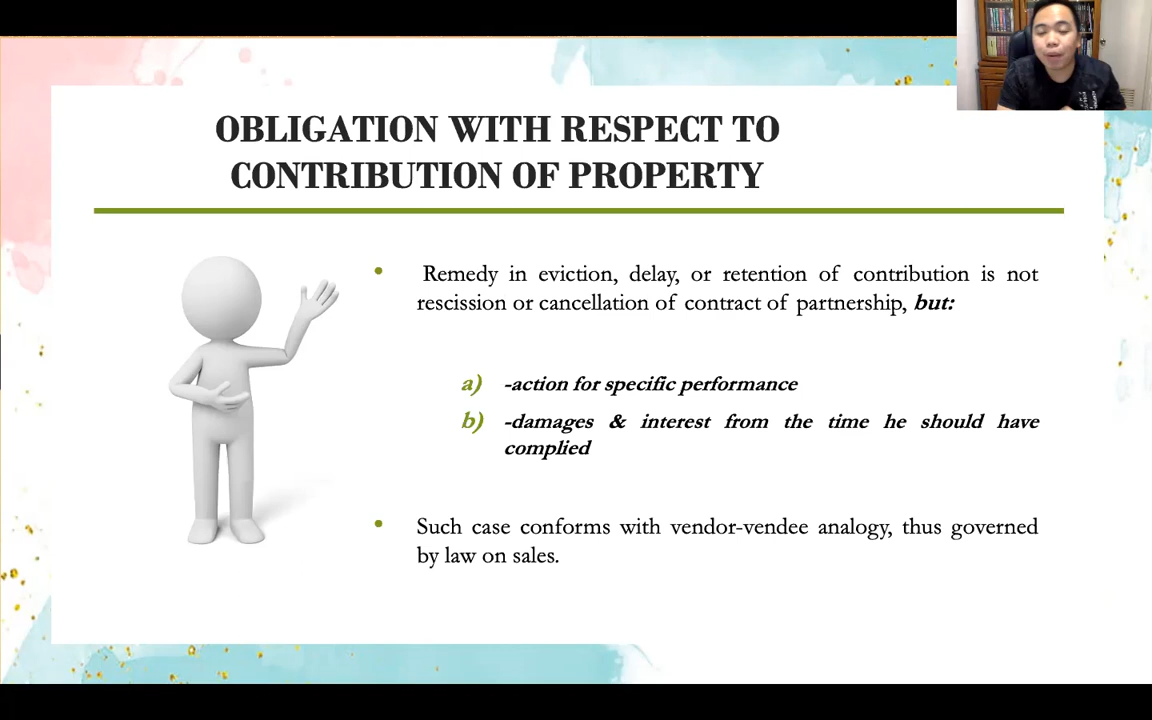 OBLIGATION WITH RESPECT TO
CONTRIBUTION OF PROPERTY
• Remedy in eviction, delay, or retention of contribution is not
rescission or cancellation of contract of partnership, but:
a) -action for specific performance
b) -damages & interest from the time he should have
complied
• Such case conforms with vendor-vendee analogy, thus governed
by law on sales.